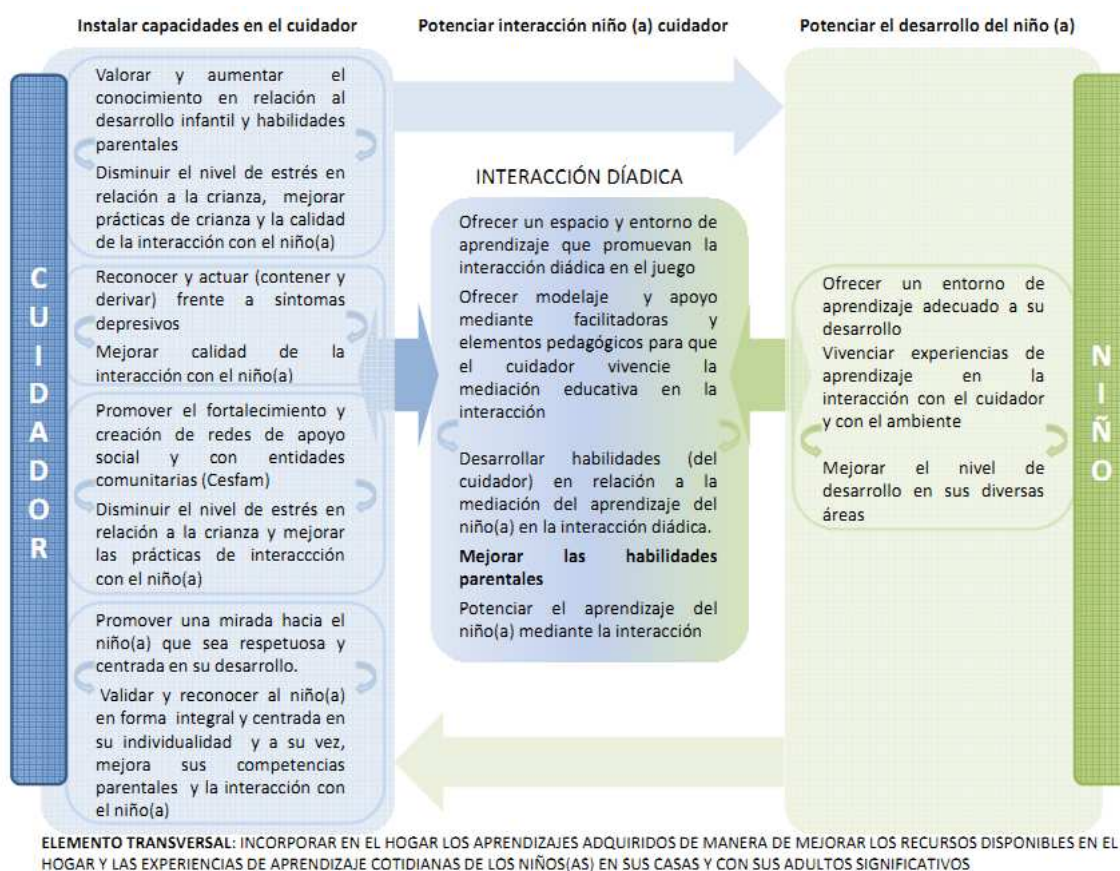 Instalar capacidades en el cuidador
Potenciar interacción niño (a) cuidador
Potenciar el desarrollo del niño (a)
CUIDADOR
Valorar y aumentar el
conocimiento en relación al
desarrollo infantil y habilidades
parentales
Disminuir el nivel de estrés en
relación a la crianza, mejorar
prácticas de crianza y la calidad
de la interacción con el niño(a)
Reconocer y actuar (contener y
derivar) frente a síntomas
depresivos
Mejorar calidad de la
interacción con el niño(a)
Promover el fortalecimiento y
creación de redes de apoyo
social y con entidades
comunitarias (Cesfam)
Disminuir el nivel de estrés en
relación a la crianza y mejorar
las prácticas de interaccción
con el niño(a)
Promover una mirada hacia el
niño(a) que sea respetuosa y
centrada en su desarrollo.
Validar y reconocer al niño(a)
en forma integral y centrada en
su individualidad y a su vez,
mejora sus competencias
parentales y la interacción con
el niño(a)
INTERACCIÓN DÍADICA
Ofrecer un espacio y entorno de
aprendizaje que promuevan la
interacción diádica en el juego
Ofrecer modelaje y apoyo
mediante facilitadoras y
elementos pedagógicos para que
el cuidador vivencie la
mediación educativa en la
interacción
Desarrollar habilidades (del
cuidador) en relación a la
mediación del aprendizaje del
niño(a) en la interacción diádica.
Mejorar las habilidades
parentales
Potenciar el aprendizaje del
niño(a) mediante la interacción
Ofrecer un entorno de
aprendizaje adecuado a su
desarrollo
Vivenciar experiencias de
aprendizaje en la
interacción con el cuidador
y con el ambiente
Mejorar el nivel de
desarrollo en sus diversas
áreas
NIÑO
ELEMENTO TRANSVERSAL: INCORPORAR EN EL HOGAR LOS APRENDIZAJES ADQUIRIDOS DE MANERA DE MEJORAR LOS RECURSOS DISPONIBLES EN EL
HOGAR Y LAS EXPERIENCIAS DE APRENDIZAJE COTIDIANAS DE LOS NIÑOS(AS) EN SUS CASAS Y CON SUS ADULTOS SIGNIFICATIVOS